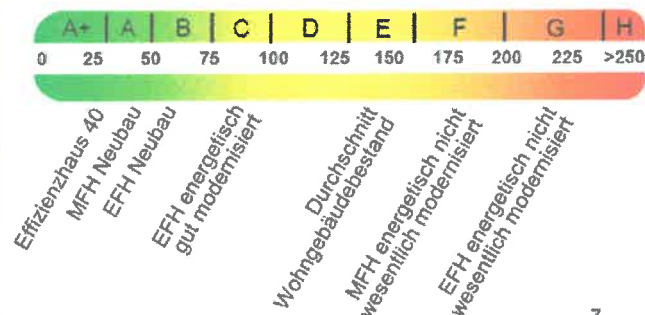 A+ A B C D E F G H
0 25 50 75 100 125 150 175 200 225 >250
Effizienzhaus 40
MFH Neubau
EFH Neubau
EFH energetisch
gut modernisiert
Durchschnitt
Wohngebäudebestand
MFH energetisch nicht
wesentlich modernisiert
EFH energetisch nicht
wesentlich modernisiert